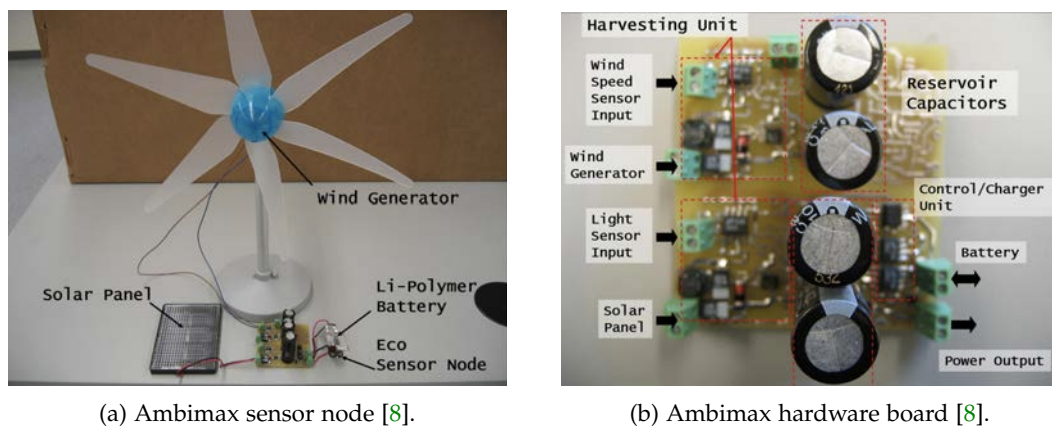 Wind Generator
Solar Panel
Li-Polymer
Battery
Eco
Sensor Node
(a) Ambimax sensor node [8].
Harvesting Unit
Wind
Speed
Sensor
Input
Reservoir
Capacitors
Wind
Generator
Control/Charger
Unit
Light
Sensor
Input
Battery
Solar
Panel
Power Output
(b) Ambimax hardware board [8].